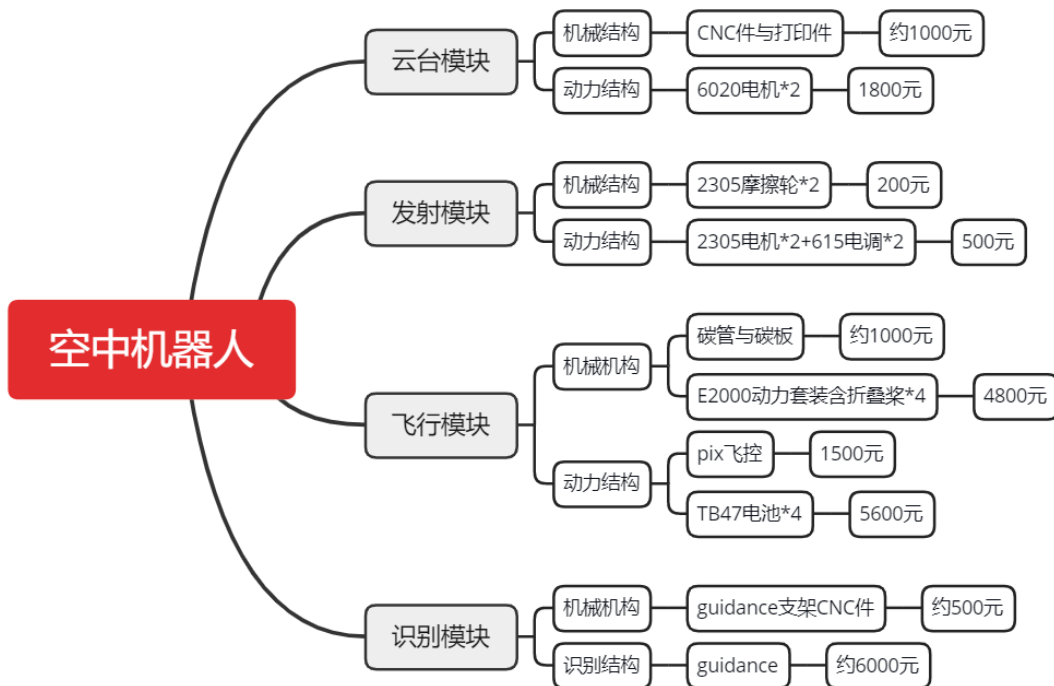 空中机器人
云台模块
机械结构
CNC件与打印件
约1000元
动力结构
6020电机*2
1800元
发射模块
机械结构
2305摩擦轮*2
200元
动力结构
2305电机*2+615电调*2
500元
飞行模块
机械机构
碳管与碳板
约1000元
E2000动力套装含折叠桨*4
4800元
动力结构
pix飞控
1500元
TB47电池*4
5600元
识别模块
机械机构
guidance支架CNC件
约500元
识别结构
guidance
约6000元